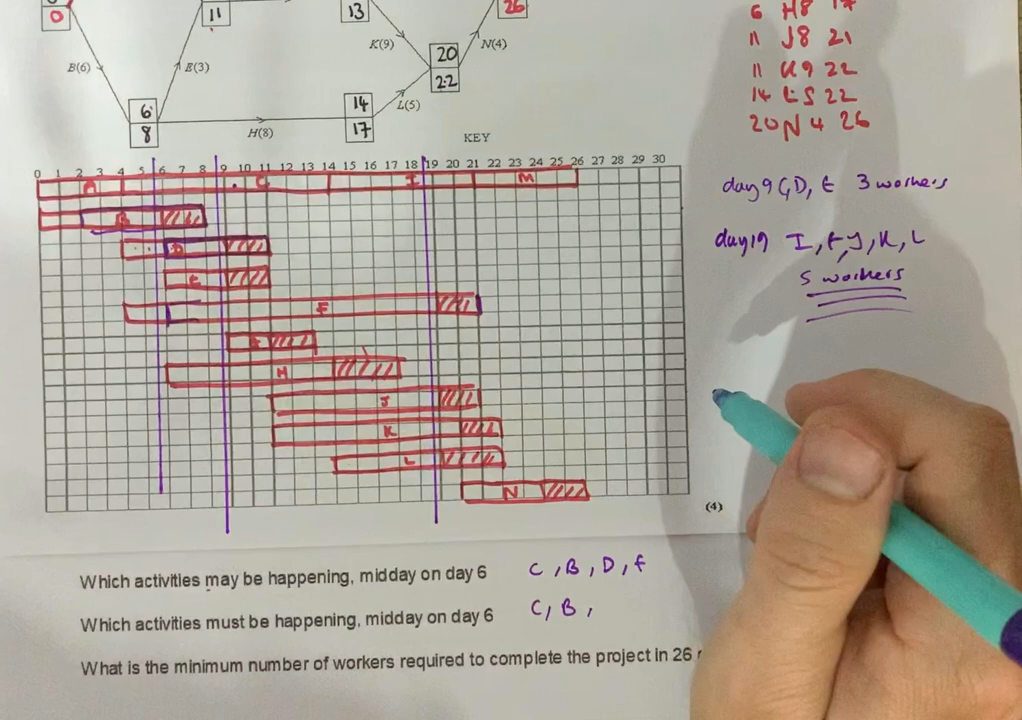 0
11
13
26
B(6)
E(3)
K(9)
N(4)
20
22
6
8
H(8)
14
17
L(5)
KEY
6 H8 17
11 J8 21
11 K9 22
14 L5 22
20 N 4 26
0 1 2 3 4 5 6 7 8 9 10 11 12 13 14 15 16 17 18 19 20 21 22 23 24 25 26 27 28 29 30
A C I M
B
D
E
F
H
J
K
L
N
day 9 C, D, E 3 workers
day 19 I, F, J, K, L
5 workers
(4)
Which activities may be happening, midday on day 6 C, B, D, F
Which activities must be happening, midday on day 6 C, B,
What is the minimum number of workers required to complete the project in 26